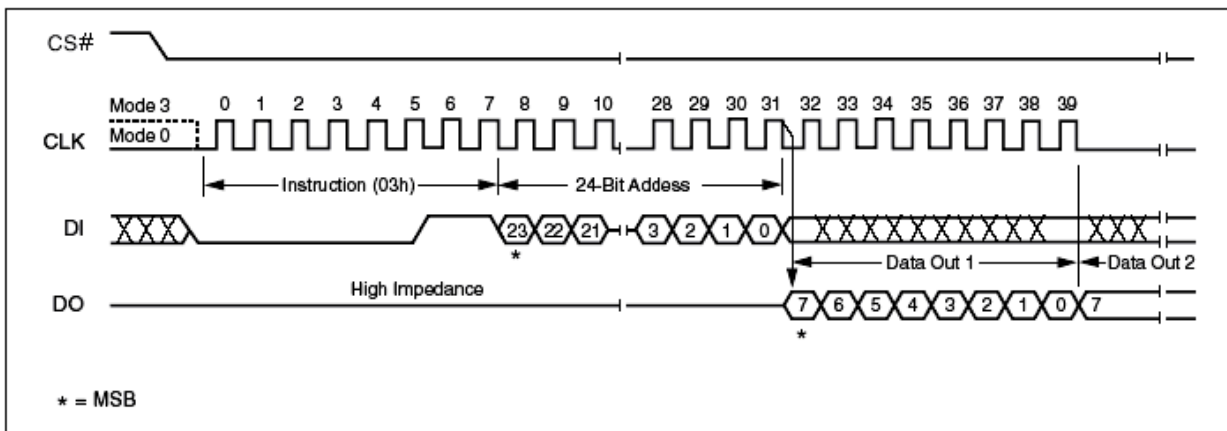 CS#
Mode 3
0 1 2 3 4 5 6 7 8 9 10 28 29 30 31 32 33 34 35 36 37 38 39
CLK
Mode 0
Instruction (03h)
24-Bit Addess
DI
23 22 21 3 2 1 0
*
Data Out 1
Data Out 2
High Impedance
DO
7 6 5 4 3 2 1 0 7
*
* = MSB